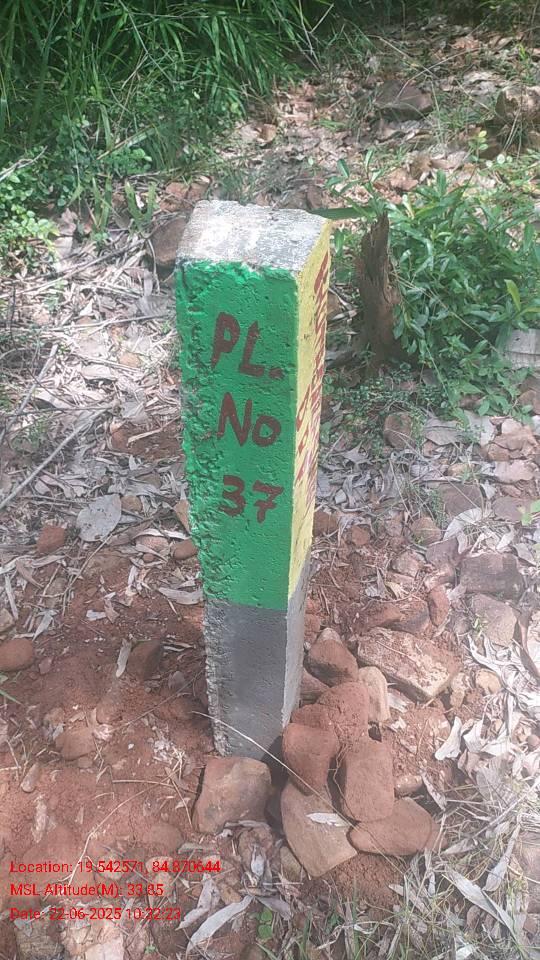 PL.
No
37
Location: 19.542571, 84.870644
MSL-Altitude(M): 33.85
Date: 22-06-2025 10:32:23